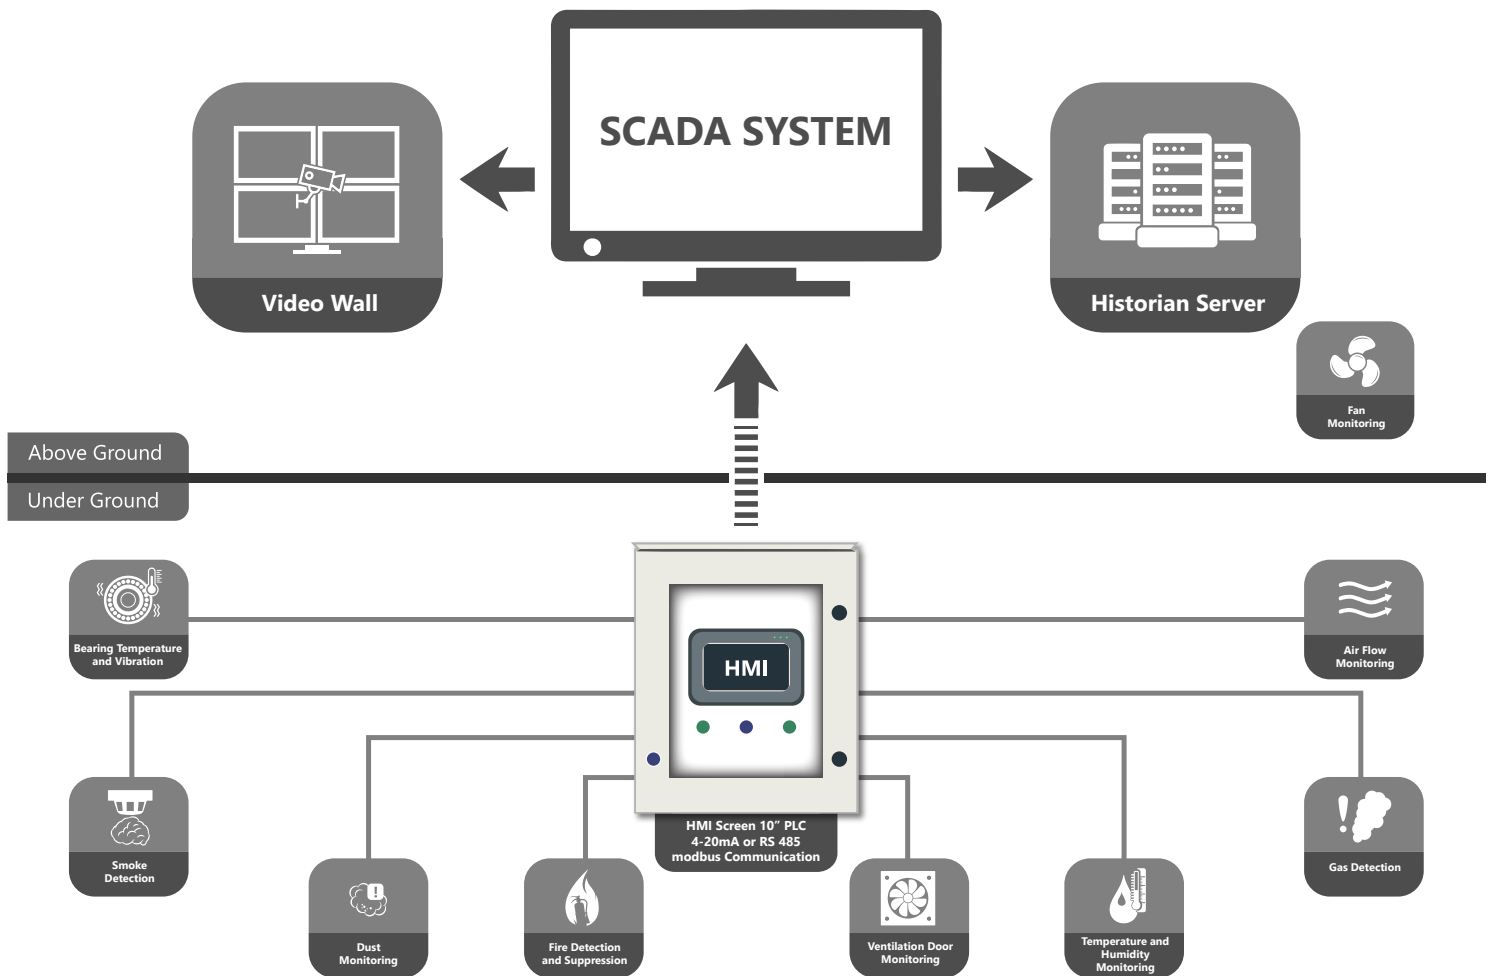 SCADA SYSTEM
Video Wall
Historian Server
Fan
Monitoring
Above Ground
Under Ground
Bearing Temperature
and Vibration
HMI
Air Flow
Monitoring
HMI Screen 10” PLC
4-20mA or RS 485
modbus Communication
Smoke
Detection
Gas Detection
Dust
Monitoring
Fire Detection
and Suppression
Ventilation Door
Monitoring
Temperature and
Humidity
Monitoring